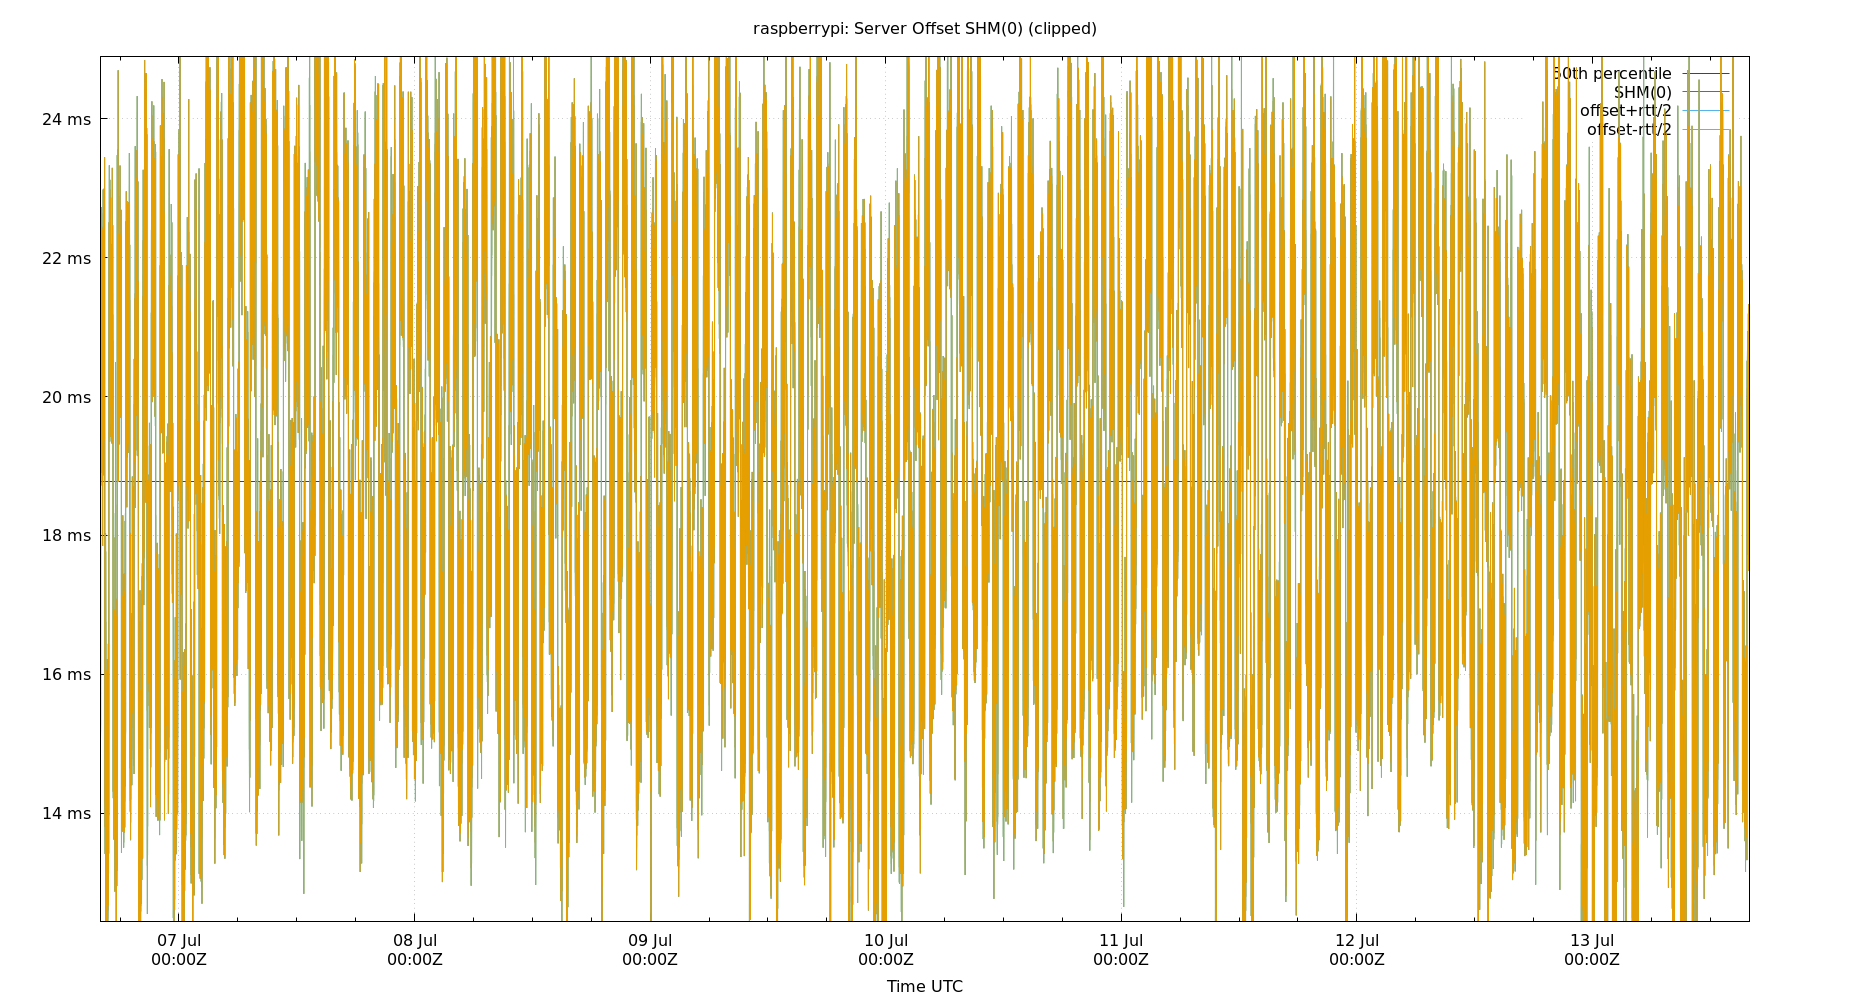 raspberrypi: Server Offset SHM(0) (clipped)
50th percentile
SHM(0)
offset+rtt/2
offset-rtt/2
24 ms
22 ms
20 ms
18 ms
16 ms
14 ms
07 Jul 08 Jul 09 Jul 10 Jul 11 Jul 12 Jul 13 Jul
00:00Z 00:00Z 00:00Z 00:00Z 00:00Z 00:00Z 00:00Z
Time UTC